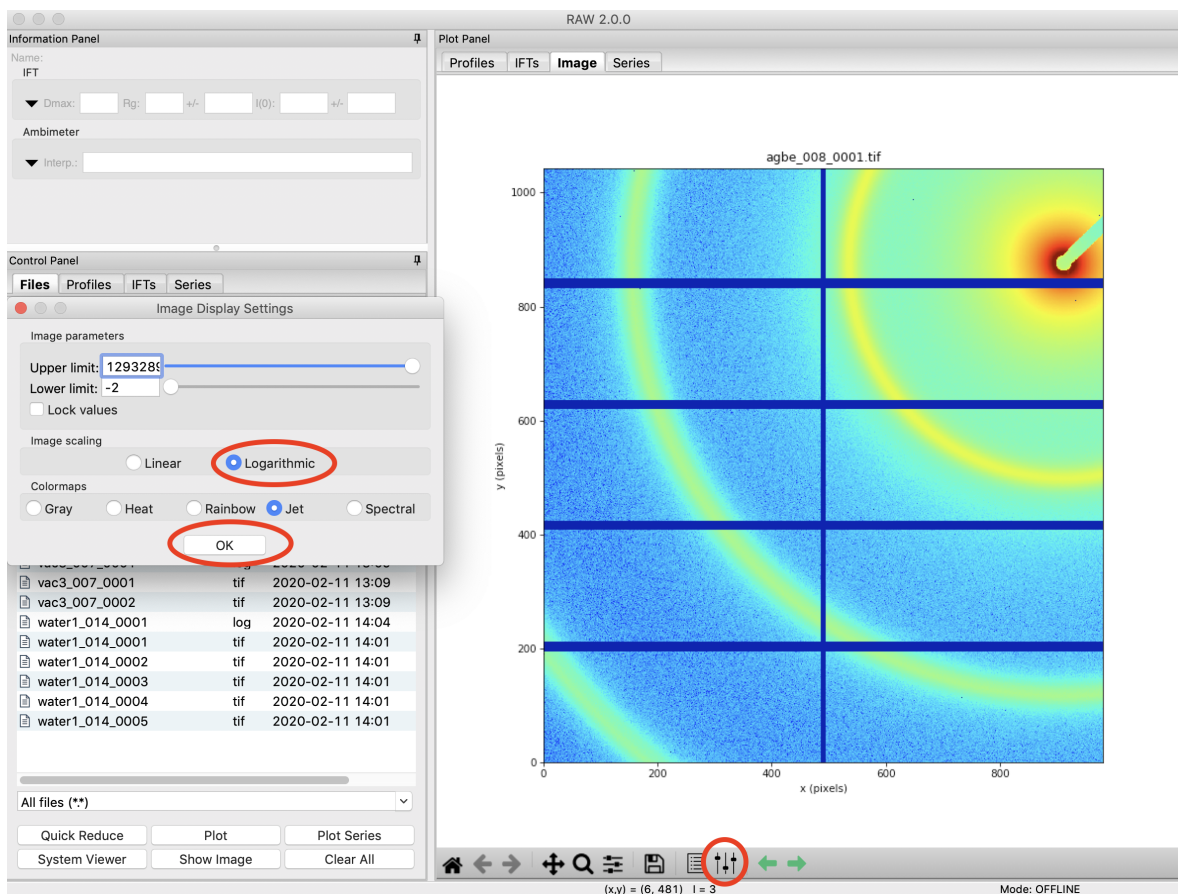 RAW 2.0.0
Information Panel
Name:
IFT
Dmax: Rg: +/- I(0): +/-
Ambimeter
Interp.:
Control Panel
Files Profiles IFTs Series
Image Display Settings
Image parameters
Upper limit: 1293289
Lower limit: -2
Lock values
Image scaling
Linear Logarithmic
Colormaps
Gray Heat Rainbow Jet Spectral
OK
vac3_007_0001 tif 2020-02-11 13:09
vac3_007_0002 tif 2020-02-11 13:09
water1_014_0001 log 2020-02-11 14:04
water1_014_0001 tif 2020-02-11 14:01
water1_014_0002 tif 2020-02-11 14:01
water1_014_0003 tif 2020-02-11 14:01
water1_014_0004 tif 2020-02-11 14:01
water1_014_0005 tif 2020-02-11 14:01
All files (*.*)
Quick Reduce Plot Plot Series
System Viewer Show Image Clear All
Plot Panel
Profiles IFTs Image Series
agbe_008_0001.tif
1000
800
600
400
200
0
y (pixels)
0 200 400 600 800
x (pixels)
(x,y) = (6, 481) I = 3
Mode: OFFLINE